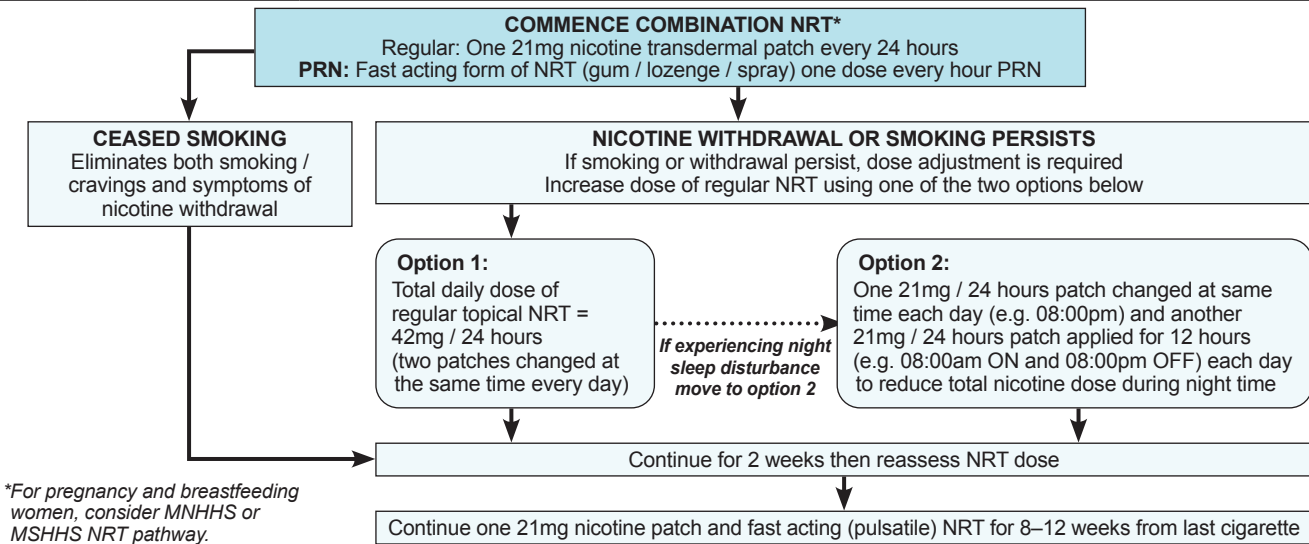 COMMENCE COMBINATION NRT*
Regular: One 21mg nicotine transdermal patch every 24 hours
PRN: Fast acting form of NRT (gum / lozenge / spray) one dose every hour PRN
CEASED SMOKING
Eliminates both smoking /
cravings and symptoms of
nicotine withdrawal
NICOTINE WITHDRAWAL OR SMOKING PERSISTS
If smoking or withdrawal persist, dose adjustment is required
Increase dose of regular NRT using one of the two options below
Option 1:
Total daily dose of
regular topical NRT =
42mg / 24 hours
(two patches changed at
the same time every day)
If experiencing night
sleep disturbance
move to option 2
Option 2:
One 21mg / 24 hours patch changed at same
time each day (e.g. 08:00pm) and another
21mg / 24 hours patch applied for 12 hours
(e.g. 08:00am ON and 08:00pm OFF) each day
to reduce total nicotine dose during night time
Continue for 2 weeks then reassess NRT dose
*For pregnancy and breastfeeding
women, consider MNHHS or
MSHHS NRT pathway.
Continue one 21mg nicotine patch and fast acting (pulsatile) NRT for 8–12 weeks from last cigarette